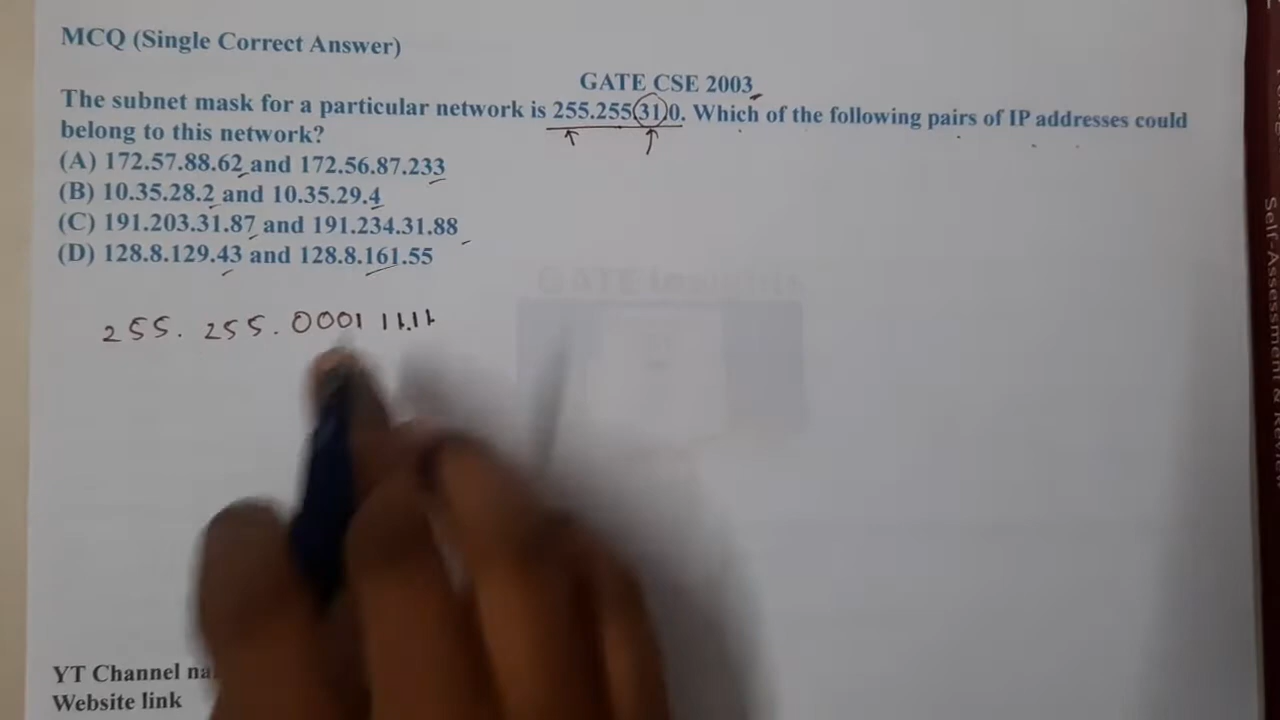 MCQ (Single Correct Answer)
GATE CSE 2003
The subnet mask for a particular network is 255.255.31.0. Which of the following pairs of IP addresses could
belong to this network?
(A) 172.57.88.62 and 172.56.87.233
(B) 10.35.28.2 and 10.35.29.4
(C) 191.203.31.87 and 191.234.31.88
(D) 128.8.129.43 and 128.8.161.55
255. 255. 0001 1111
YT Channel
Website link
Self-Assessment &